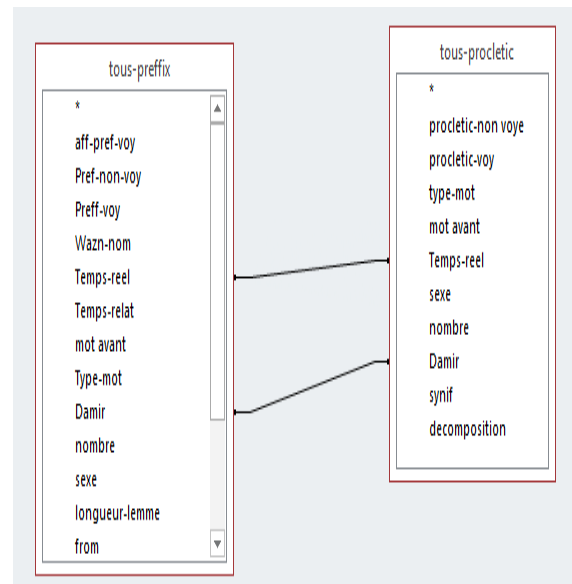 tous-preffix
*
aff-pref-voy
Pref-non-voy
Preff-voy
Wazn-nom
Temps-reel
Temps-relat
mot avant
Type-mot
Damir
nombre
sexe
longueur-lemme
from
tous-procletic
*
procletic-non voye
procletic-voy
type-mot
mot avant
Temps-reel
sexe
nombre
Damir
synif
decomposition